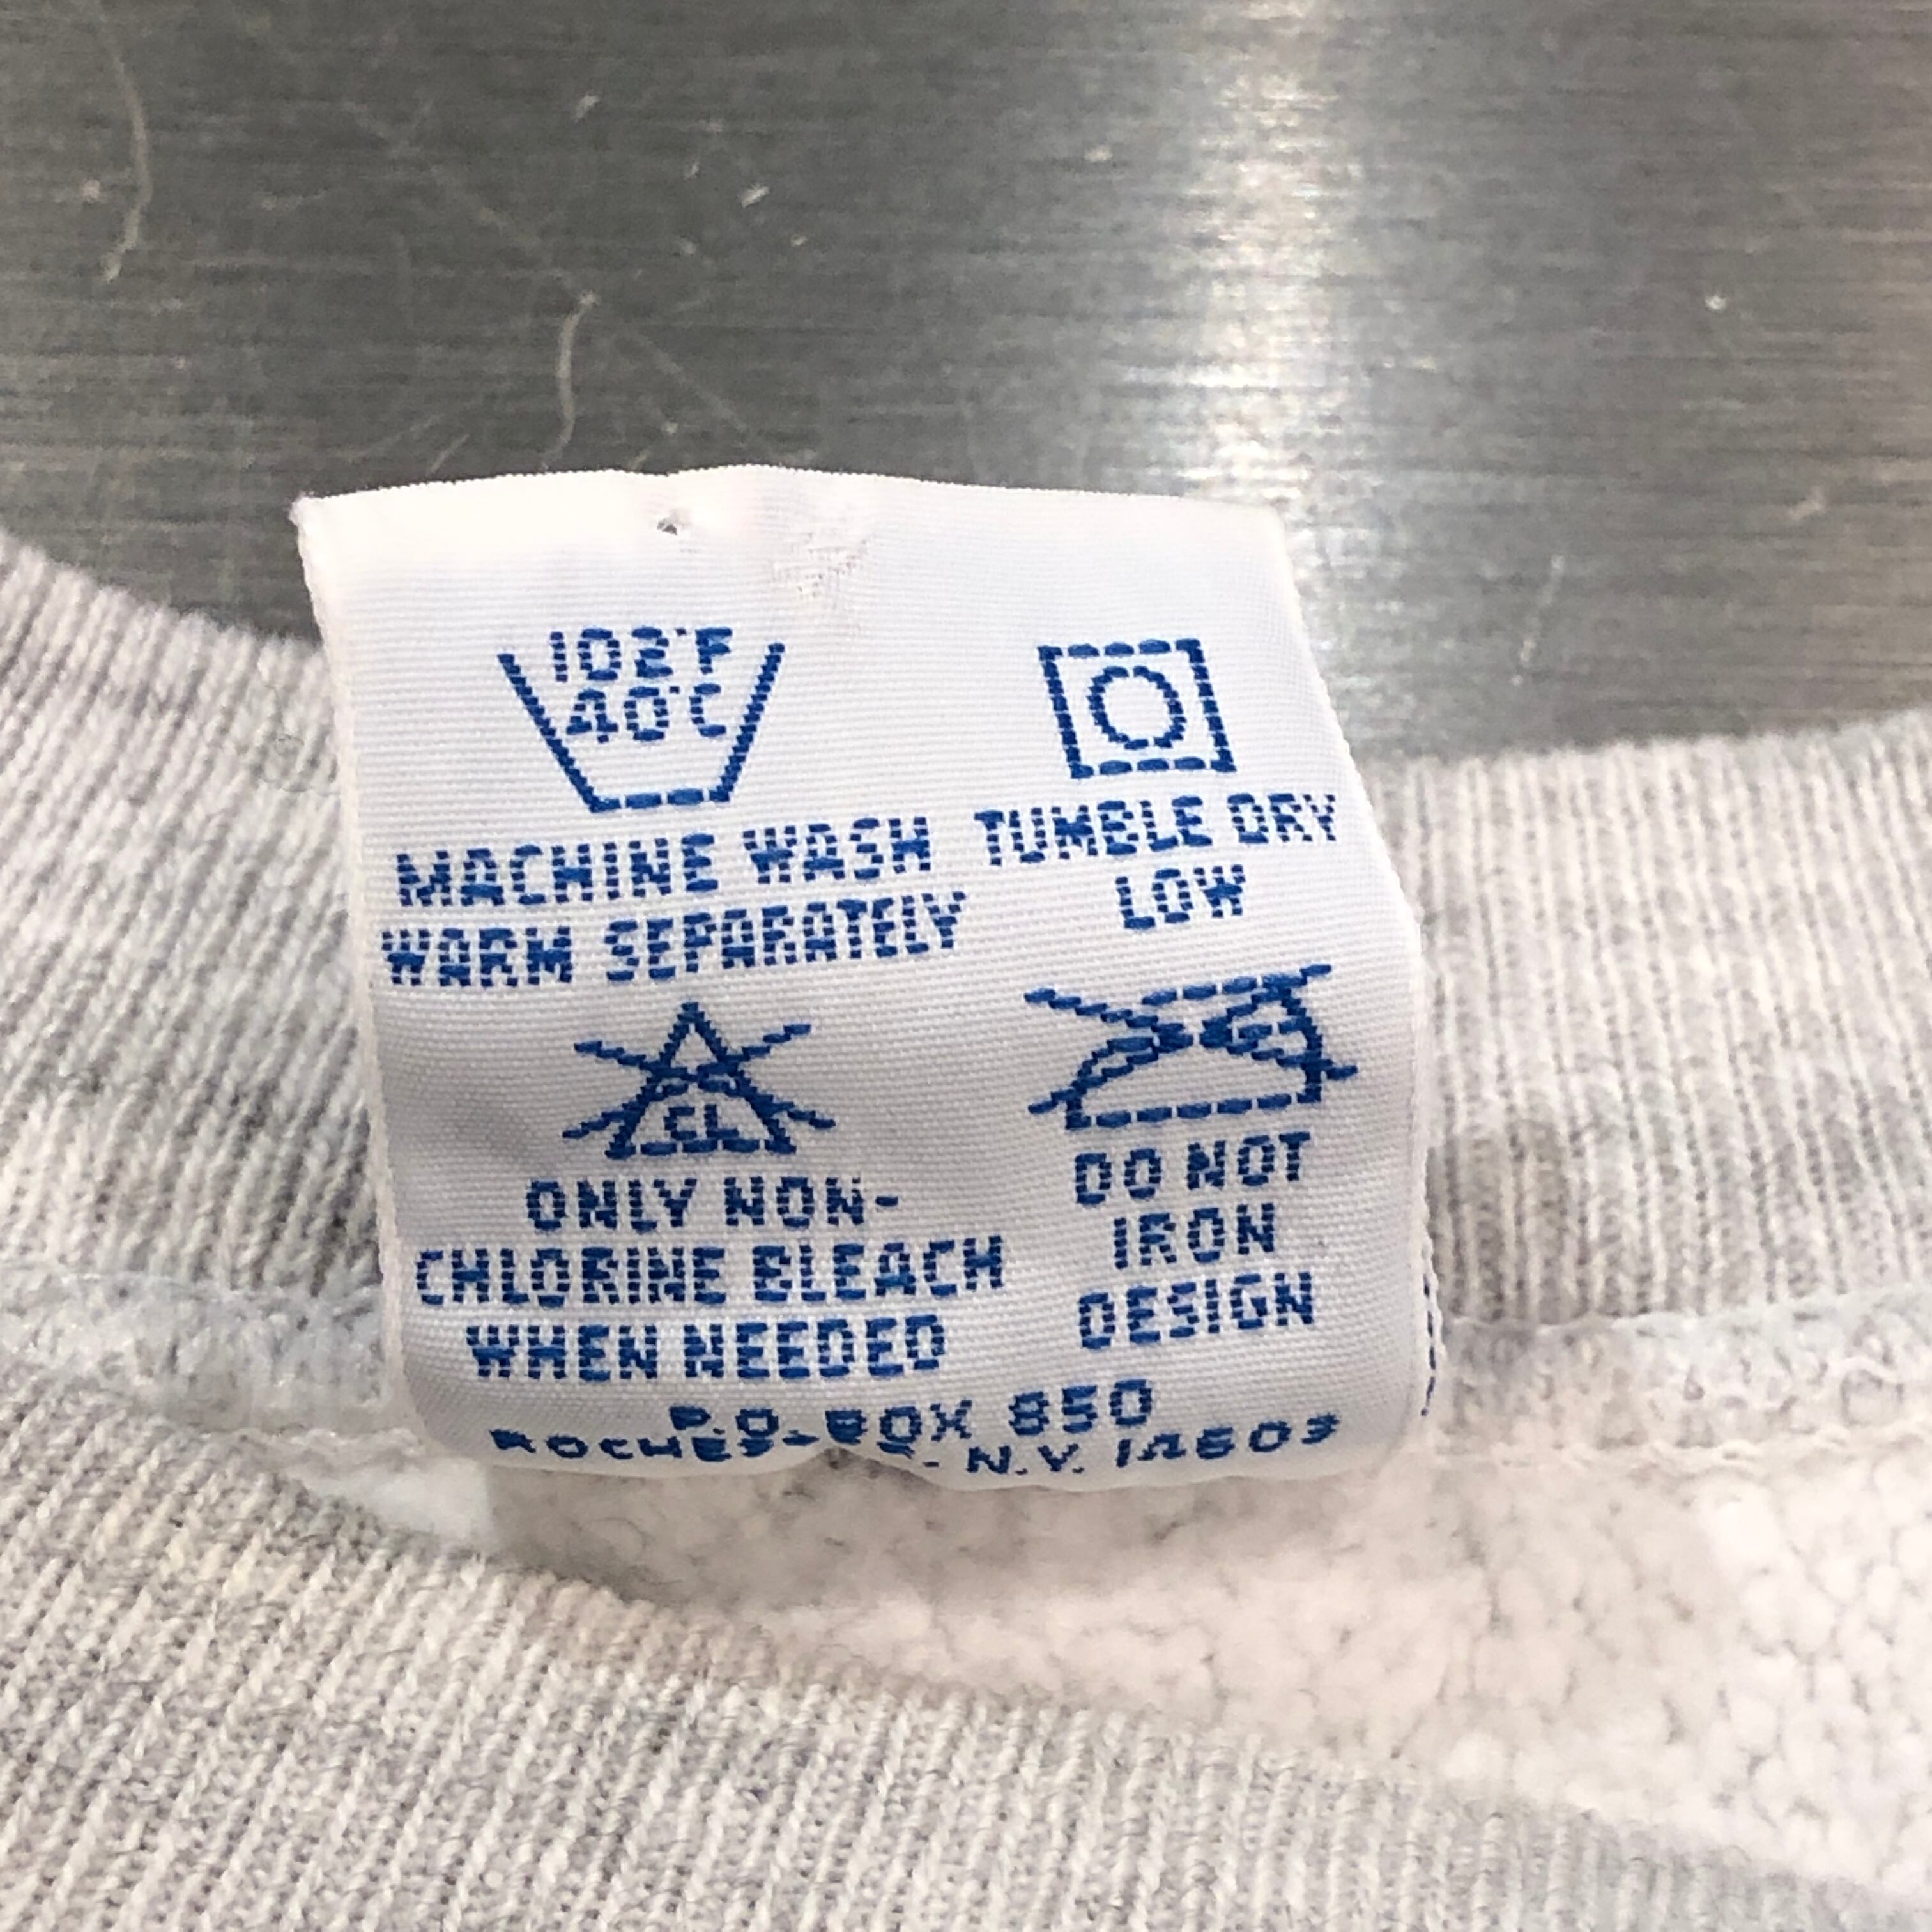 102°F
40°C
MACHINE WASH
WARM SEPARATELY
TUMBLE DRY
LOW
CL
ONLY NON-
CHLORINE BLEACH
WHEN NEEDED
DO NOT
IRON
DESIGN
P.O. BOX 850
N.Y. 14603